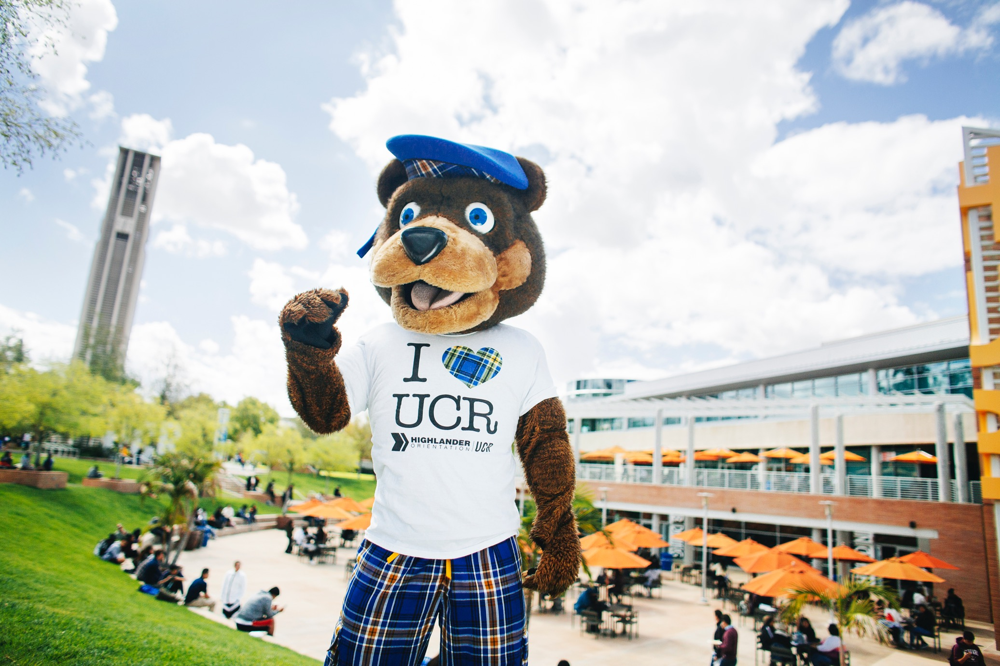 I
UCR
HIGHLANDER
ORIENTATION | UCR